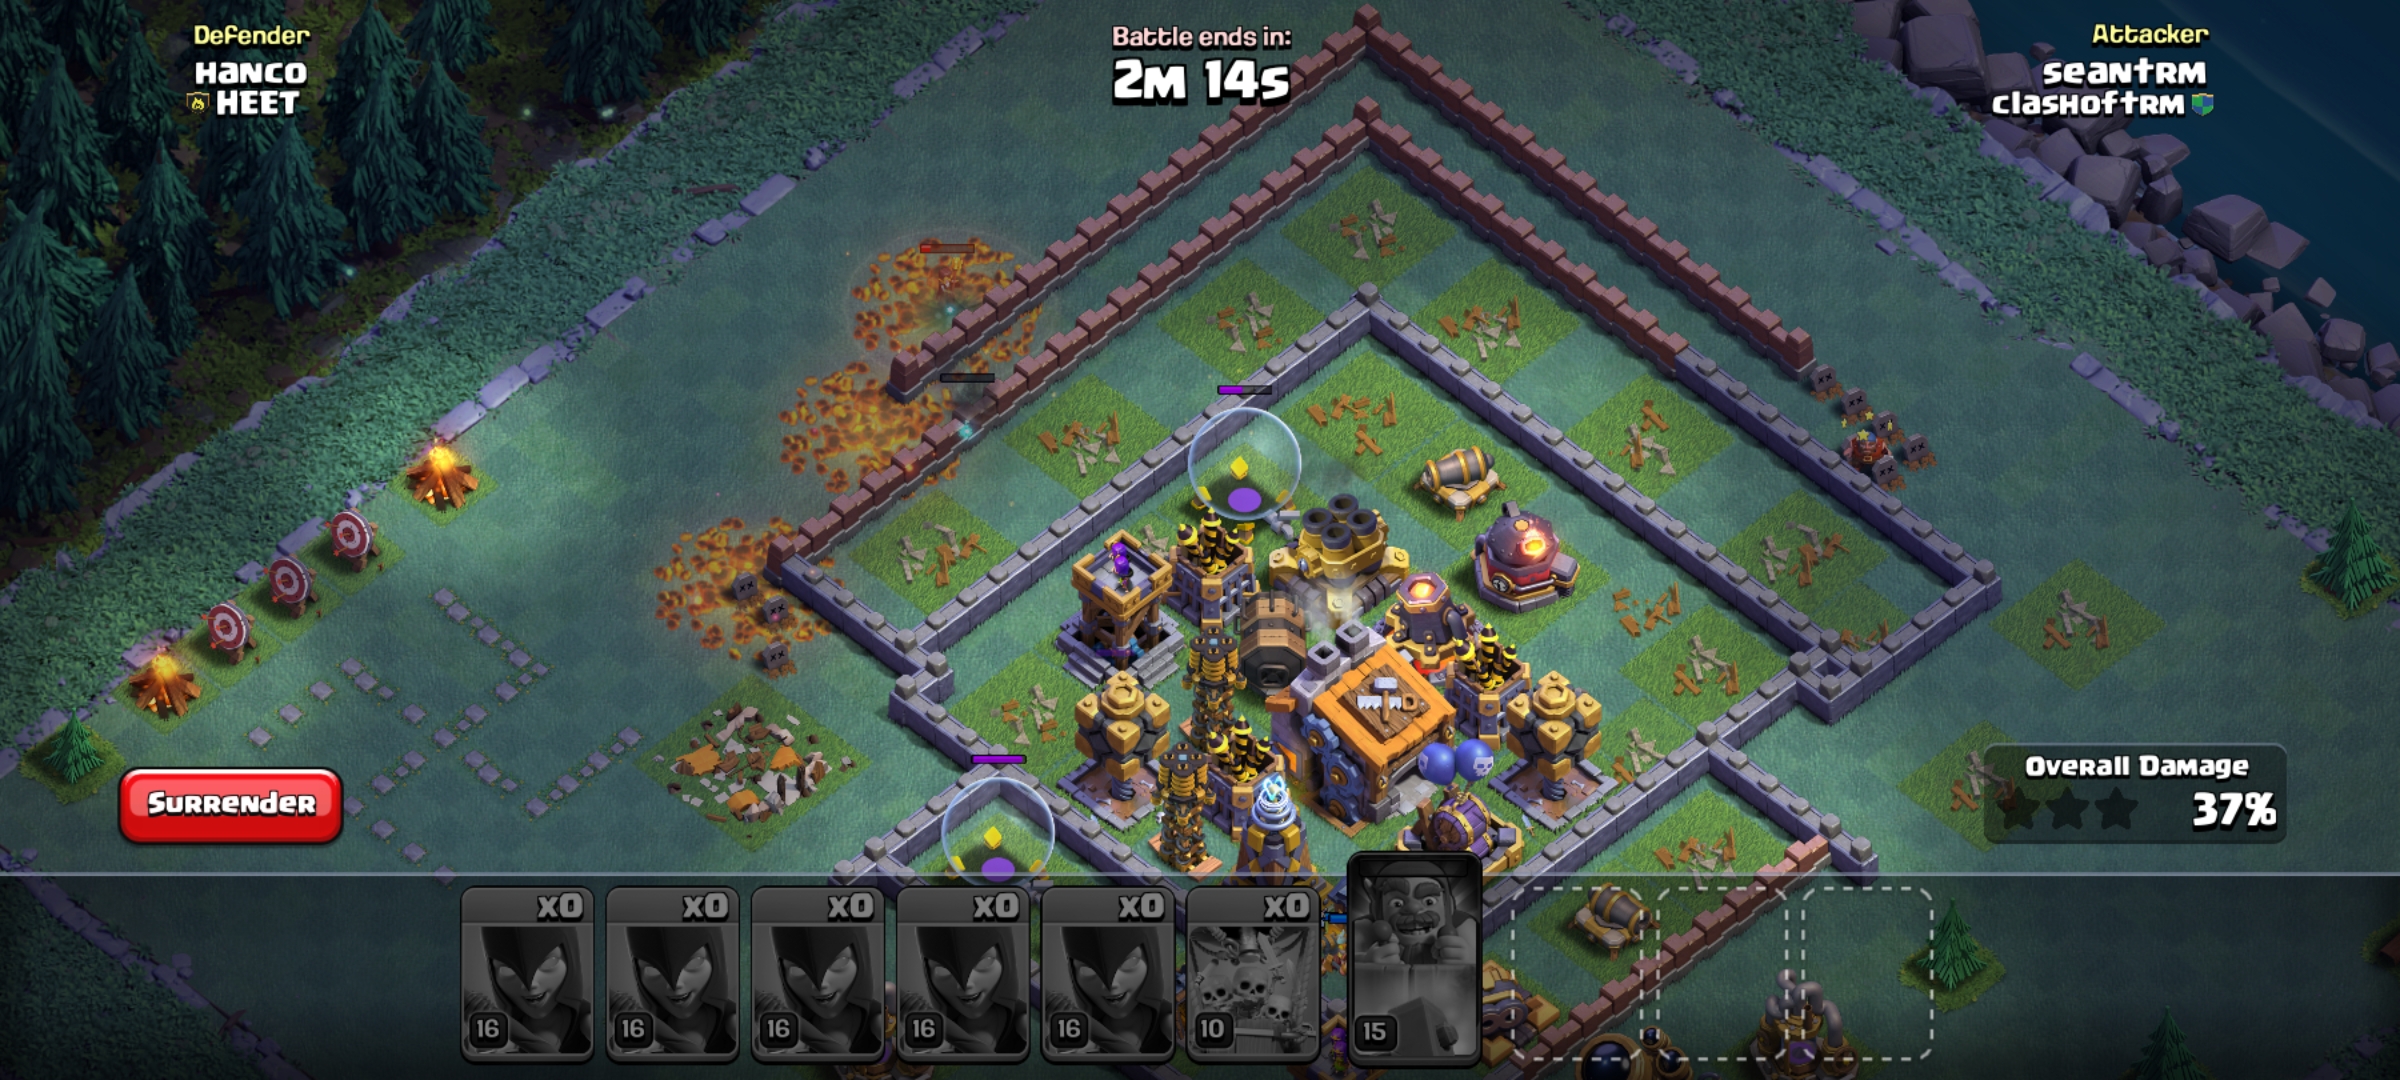 Defender
HANCO
HEET
Battle ends in:
2M 14S
Attacker
seantRM
clashoftRM
Surrender
Overall Damage
37%
x0
x0
x0
x0
x0
x0
16
16
16
16
16
10
15